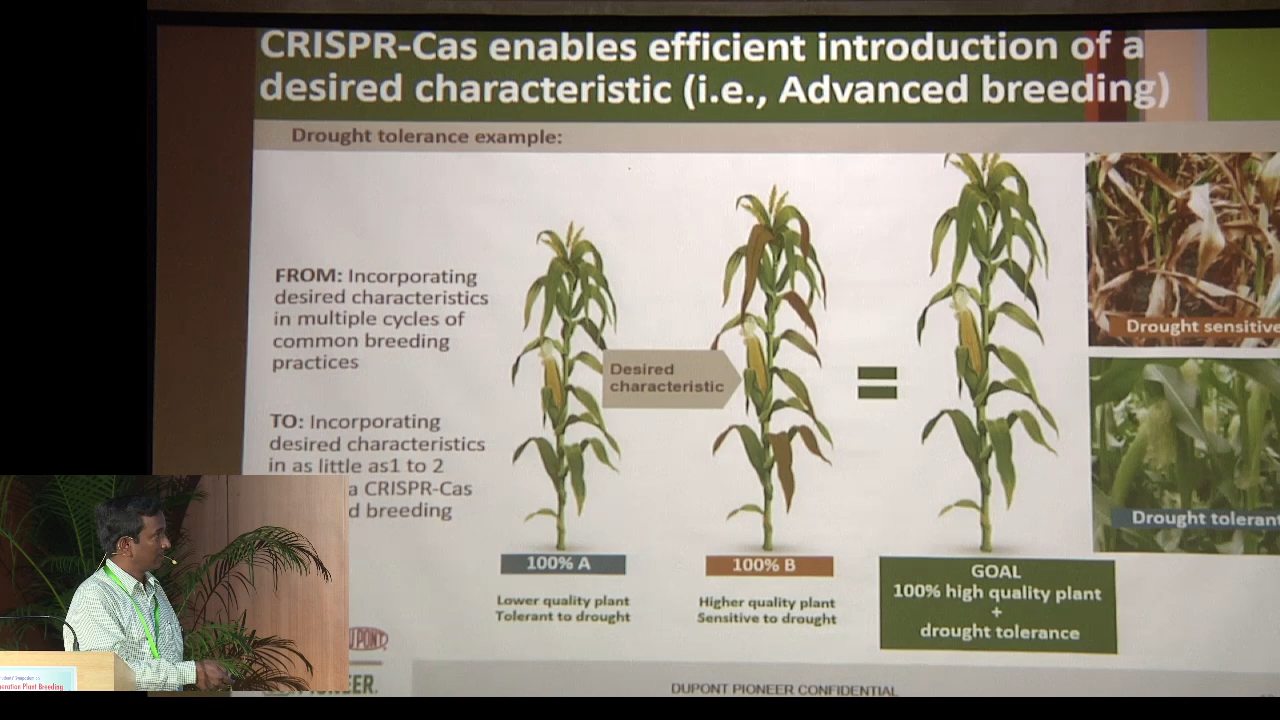 CRISPR-Cas enables efficient introduction of a
desired characteristic (i.e., Advanced breeding)
Drought tolerance example:
FROM: Incorporating
desired characteristics
in multiple cycles of
common breeding
practices
TO: Incorporating
desired characteristics
in as little as1 to 2
a CRISPR-Cas
d breeding
Desired
characteristic
100% A
Lower quality plant
Tolerant to drought
100% B
Higher quality plant
Sensitive to drought
GOAL
100% high quality plant
+
drought tolerance
Drought sensitive
Drought tolerant
DUPONT PIONEER CONFIDENTIAL
Plant Breeding